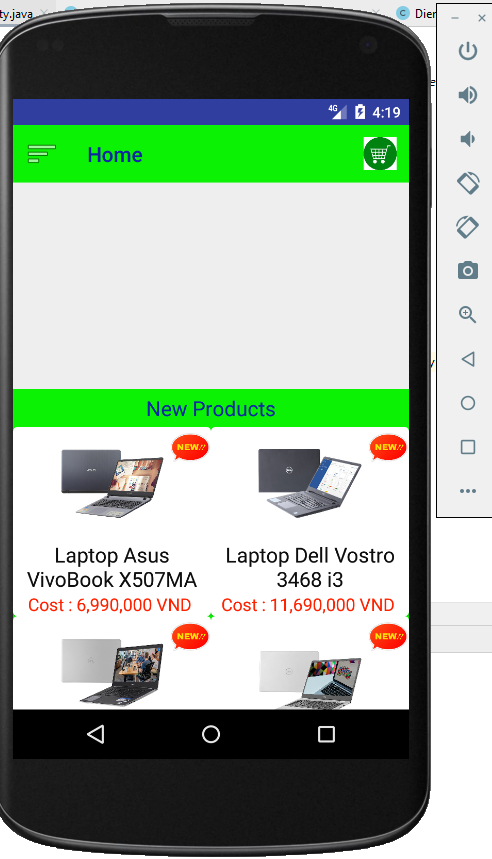 ty.java
Dien
4G 4:19
Home
New Products
NEW!!
NEW!!
Laptop Asus
VivoBook X507MA
Laptop Dell Vostro
3468 i3
Cost : 6,990,000 VND
Cost : 11,690,000 VND
NEW!!
NEW!!